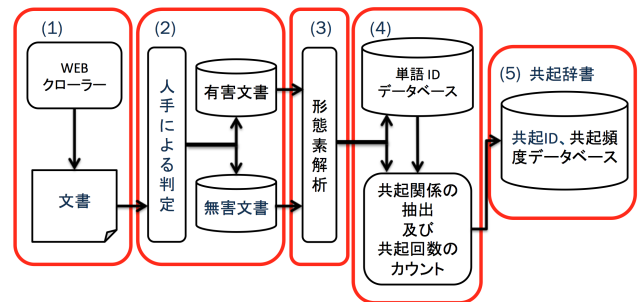 (1)
WEB
クローラー
文書
(2)
人手による判定
有害文書
無害文書
(3)
形態素解析
(4)
単語 ID
データベース
共起関係の
抽出
及び
共起回数の
カウント
(5) 共起辞書
共起ID、共起頻
度データベース